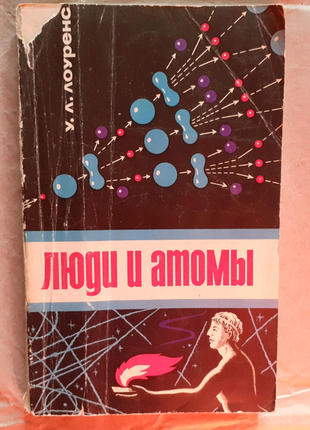 У. Л. Лоуренс
Люди и атомы